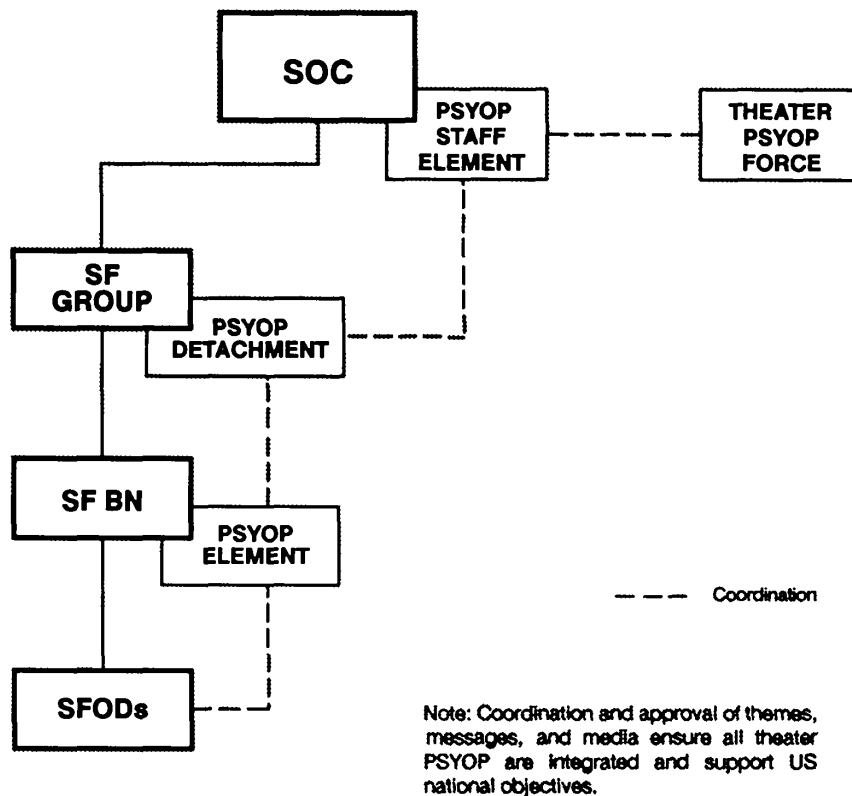 SOC
PSYOP
STAFF
ELEMENT
THEATER
PSYOP
FORCE
SF
GROUP
PSYOP
DETACHMENT
SF BN
PSYOP
ELEMENT
Coordination
SFODs
Note: Coordination and approval of themes,
messages, and media ensure all theater
PSYOP are integrated and support US
national objectives.